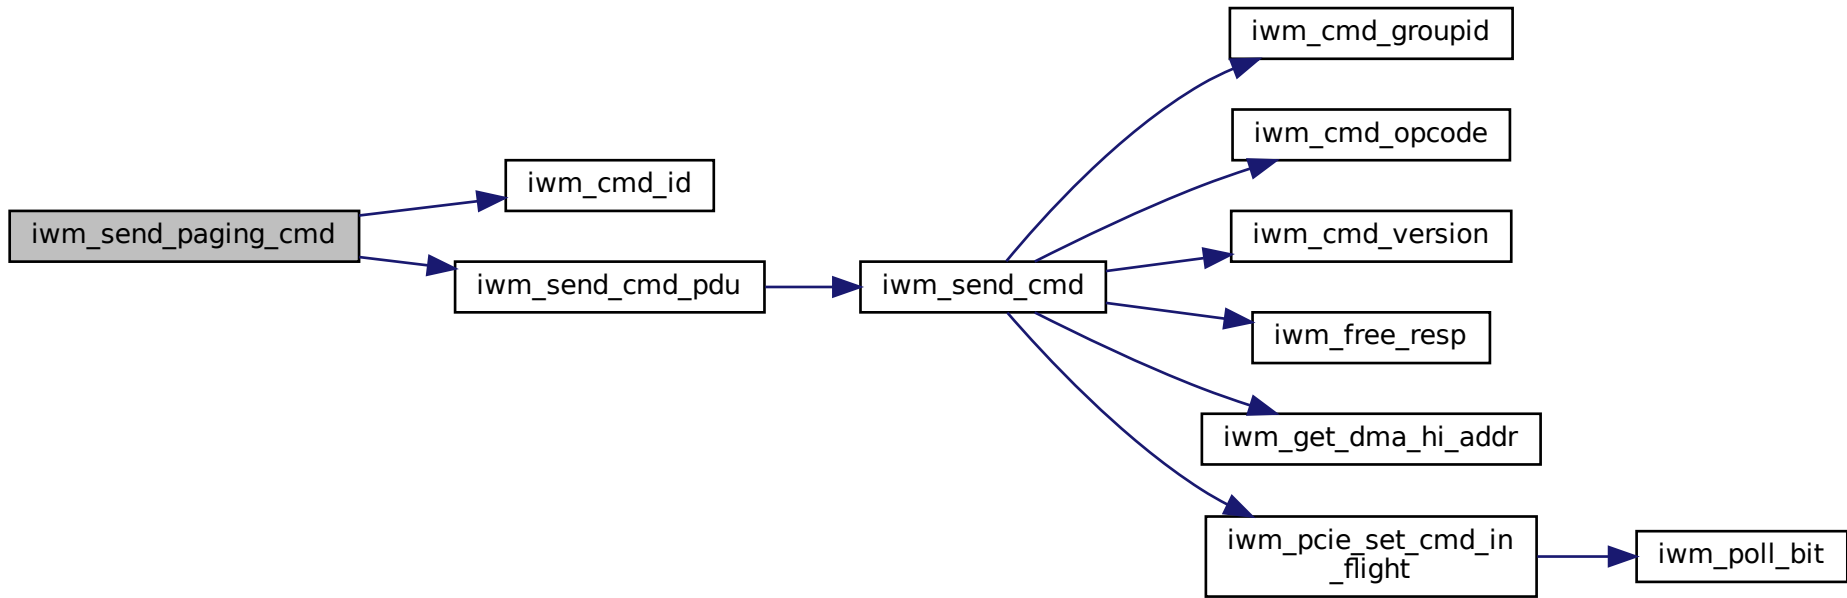 iwm_send_paging_cmd
iwm_cmd_id
iwm_send_cmd_pdu
iwm_send_cmd
iwm_cmd_groupid
iwm_cmd_opcode
iwm_cmd_version
iwm_free_resp
iwm_get_dma_hi_addr
iwm_pcie_set_cmd_in
_flight
iwm_poll_bit